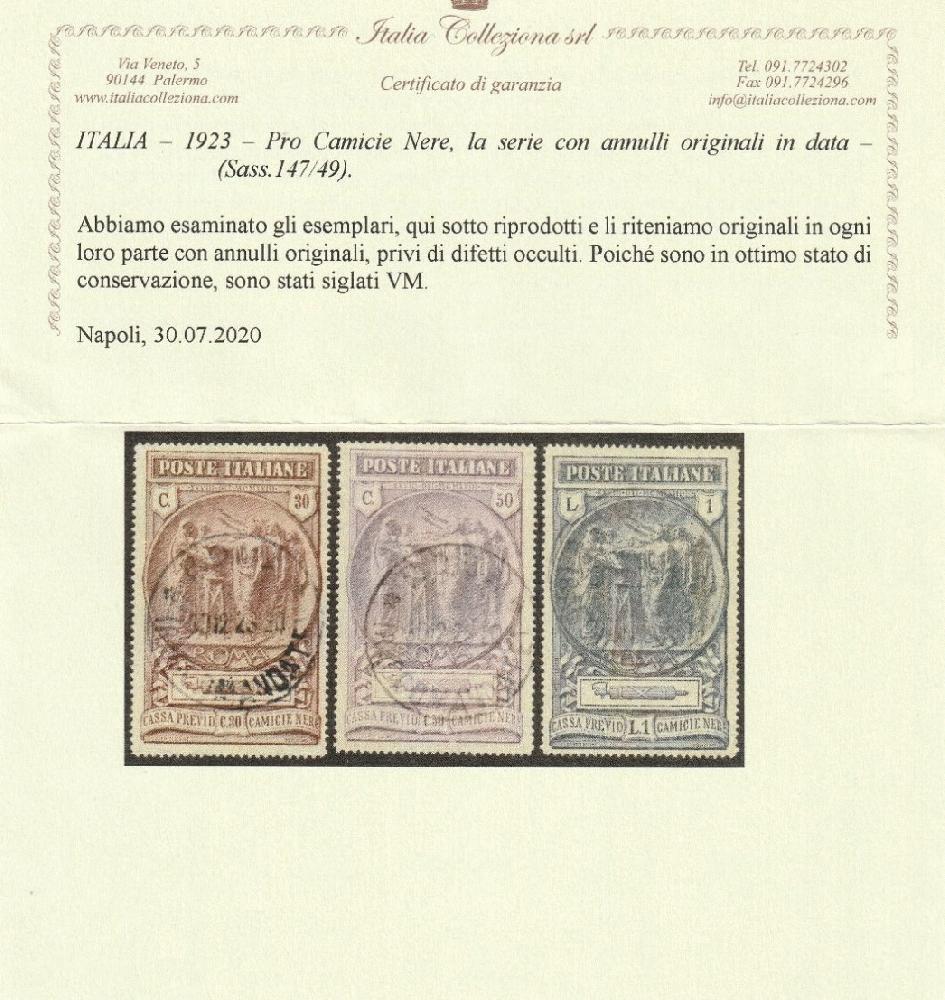 Italia Colleziona srl
Via Veneto, 5
90144 Palermo
www.italiacolleziona.com
Certificato di garanzia
Tel. 091.7724302
Fax 091.7724296
info@italiacolleziona.com
ITALIA – 1923 – Pro Camicie Nere, la serie con annulli originali in data –
(Sass.147/49).
Abbiamo esaminato gli esemplari, qui sotto riprodotti e li riteniamo originali in ogni
loro parte con annulli originali, privi di difetti occulti. Poiché sono in ottimo stato di
conservazione, sono stati siglati VM.
Napoli, 30.07.2020
POSTE ITALIANE
C. 30
ROMA
CASSA PREVID C.30 CAMICIE NERE
POSTE ITALIANE
C. 50
ROMA
CASSA PREVID CAMICIE NERE
POSTE ITALIANE
L. 1
CASSA PREVID L.1 CAMICIE NERE